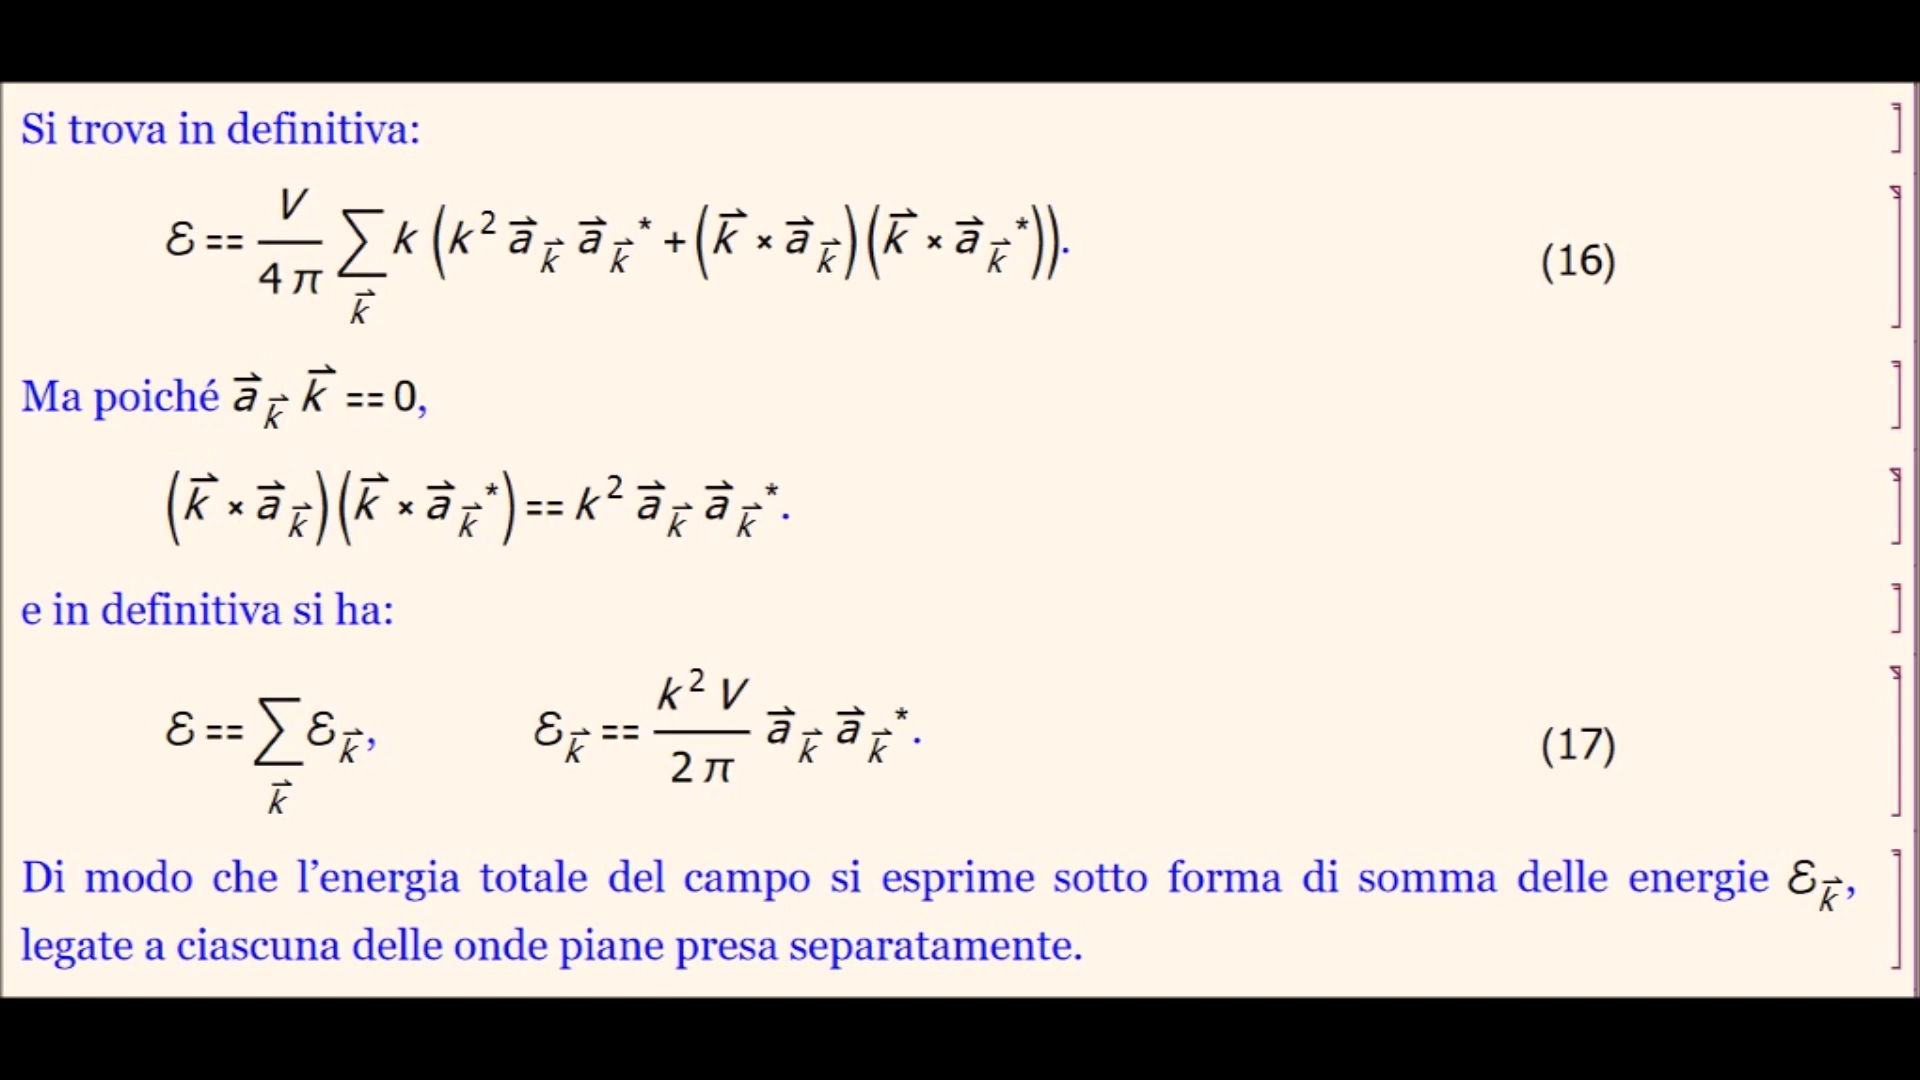 Si trova in definitiva:
ℰ == V/(4 π) ∑_k⃗ k (k² a⃗_k⃗ a⃗_k⃗* + (k⃗ × a⃗_k⃗)(k⃗ × a⃗_k⃗*)). (16)
Ma poiché a⃗_k⃗ k⃗ == 0,
(k⃗ × a⃗_k⃗)(k⃗ × a⃗_k⃗*) == k² a⃗_k⃗ a⃗_k⃗*.
e in definitiva si ha:
ℰ == ∑_k⃗ ℰ_k⃗, ℰ_k⃗ == k² V/(2 π) a⃗_k⃗ a⃗_k⃗*. (17)
Di modo che l’energia totale del campo si esprime sotto forma di somma delle energie ℰ_k⃗,
legate a ciascuna delle onde piane presa separatamente.